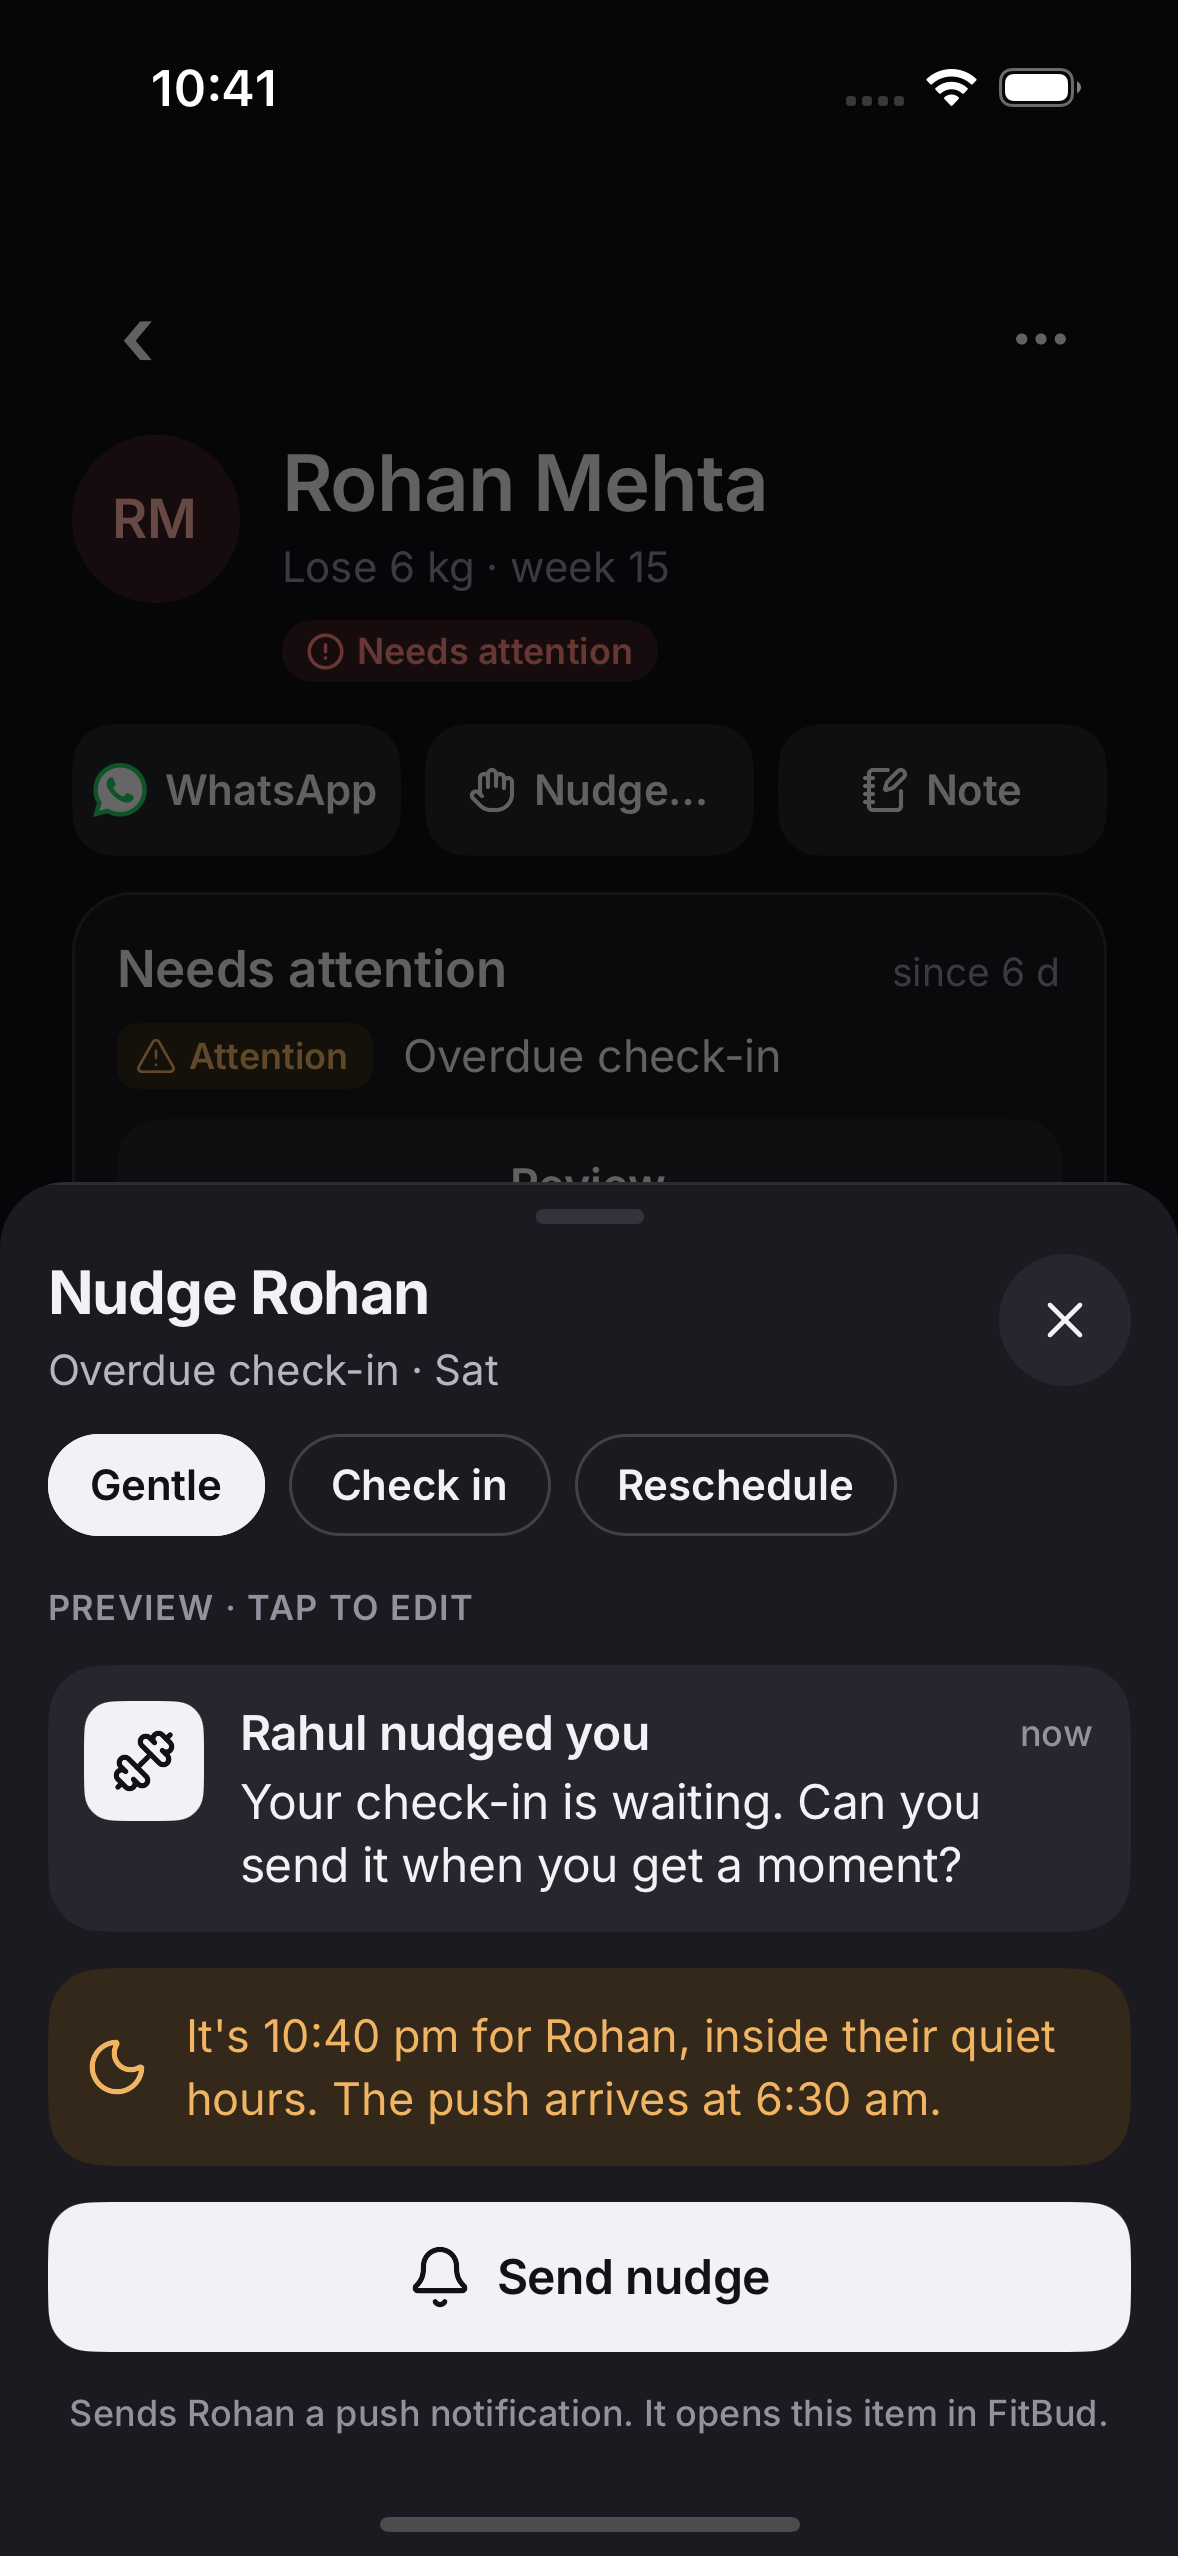 10:41
RM
Rohan Mehta
Lose 6 kg · week 15
Needs attention
WhatsApp
Nudge...
Note
Needs attention
since 6 d
Attention
Overdue check-in
Review
Nudge Rohan
Overdue check-in · Sat
Gentle
Check in
Reschedule
PREVIEW · TAP TO EDIT
Rahul nudged you
now
Your check-in is waiting. Can you
send it when you get a moment?
It's 10:40 pm for Rohan, inside their quiet
hours. The push arrives at 6:30 am.
Send nudge
Sends Rohan a push notification. It opens this item in FitBud.